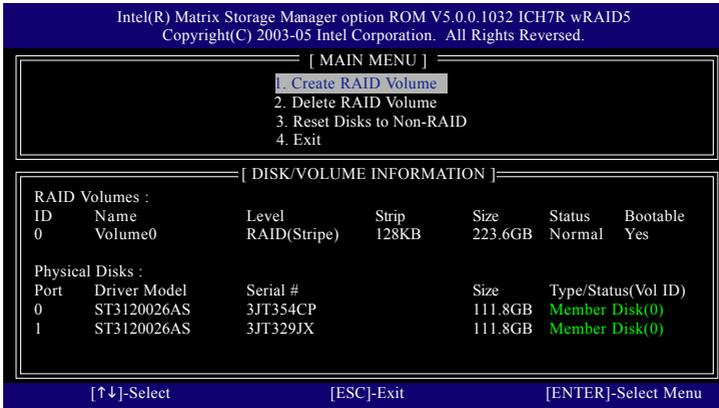 Intel(R) Matrix Storage Manager option ROM V5.0.0.1032 ICH7R wRAID5
Copyright(C) 2003-05 Intel Corporation. All Rights Reversed.
[ MAIN MENU ]
1. Create RAID Volume
2. Delete RAID Volume
3. Reset Disks to Non-RAID
4. Exit
[ DISK/VOLUME INFORMATION ]
RAID Volumes :
ID Name Level Strip Size Status Bootable
0 Volume0 RAID(Stripe) 128KB 223.6GB Normal Yes
Physical Disks :
Port Driver Model Serial # Size Type/Status(Vol ID)
0 ST3120026AS 3JT354CP 111.8GB Member Disk(0)
1 ST3120026AS 3JT329JX 111.8GB Member Disk(0)
[↑↓]-Select [ESC]-Exit [ENTER]-Select Menu